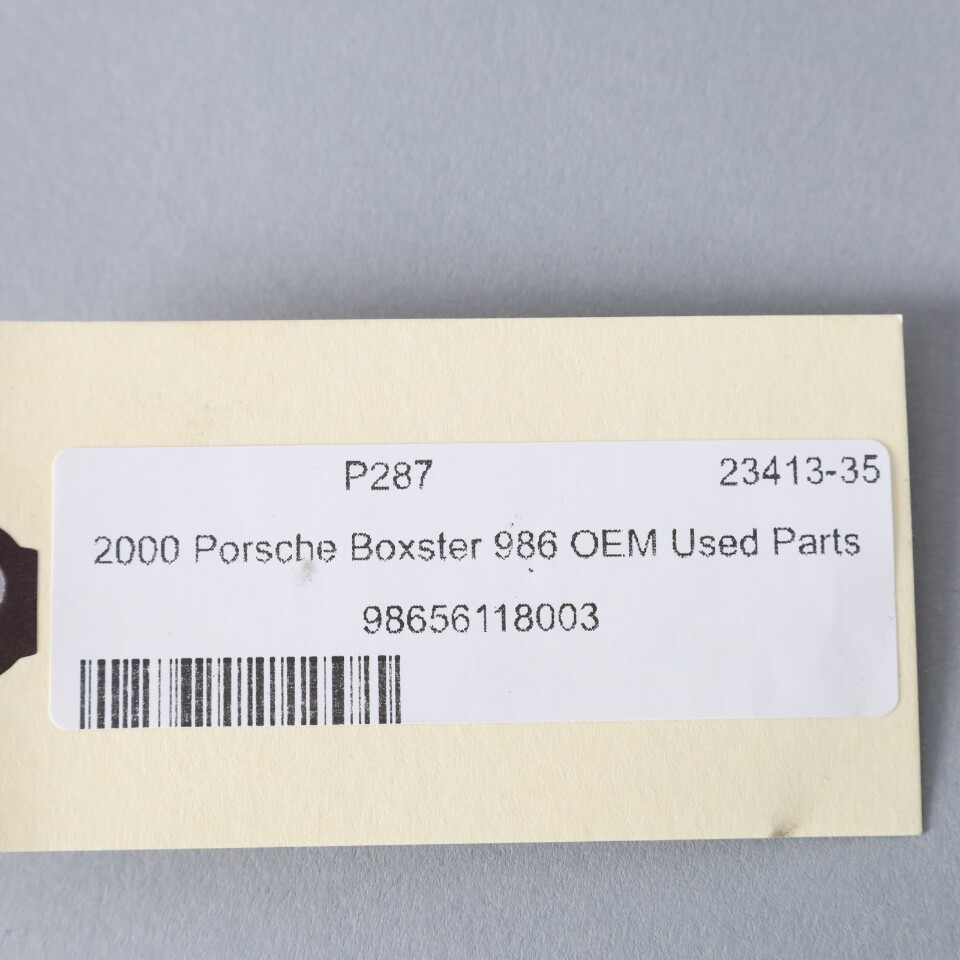 P287 23413-35
2000 Porsche Boxster 986 OEM Used Parts
98656118003